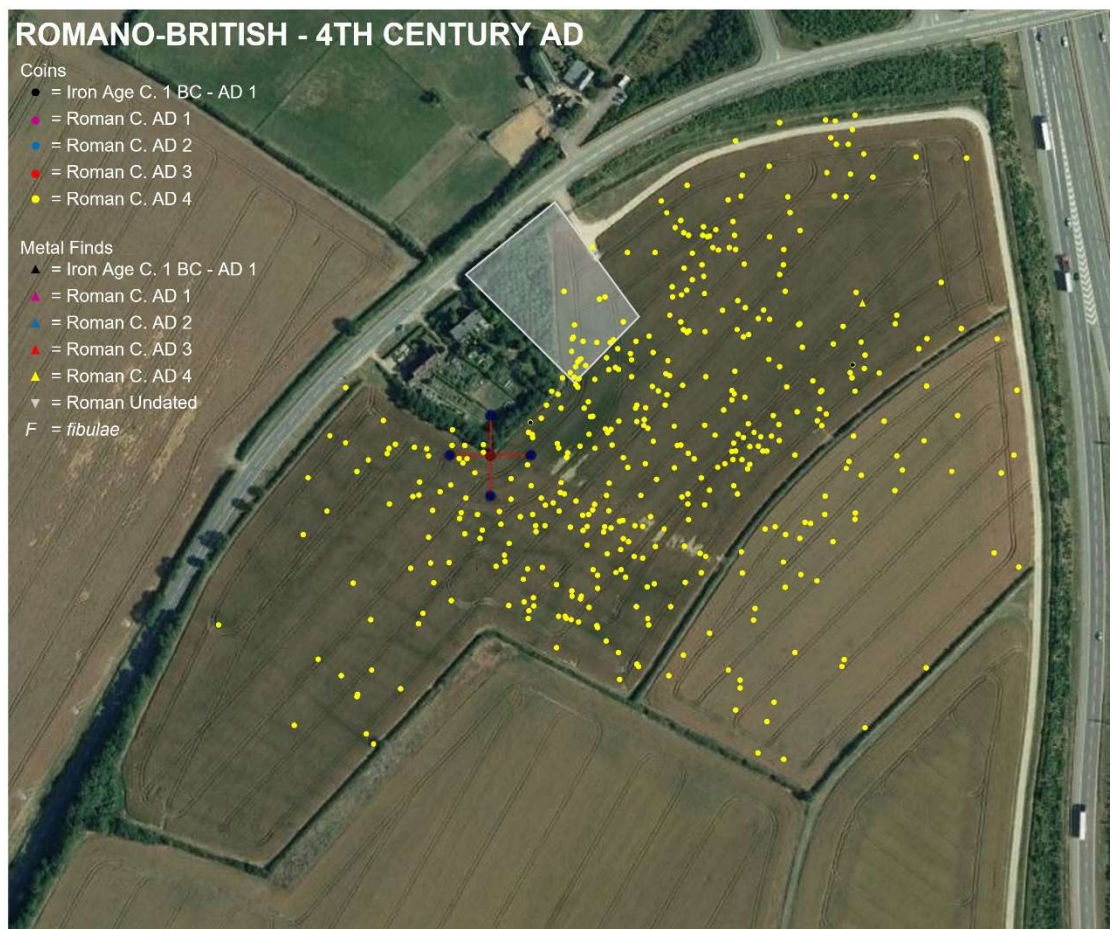 ROMANO-BRITISH - 4TH CENTURY AD
Coins
= Iron Age C. 1 BC - AD 1
= Roman C. AD 1
= Roman C. AD 2
= Roman C. AD 3
= Roman C. AD 4
Metal Finds
= Iron Age C. 1 BC - AD 1
= Roman C. AD 1
= Roman C. AD 2
= Roman C. AD 3
= Roman C. AD 4
= Roman Undated
F = fibulae